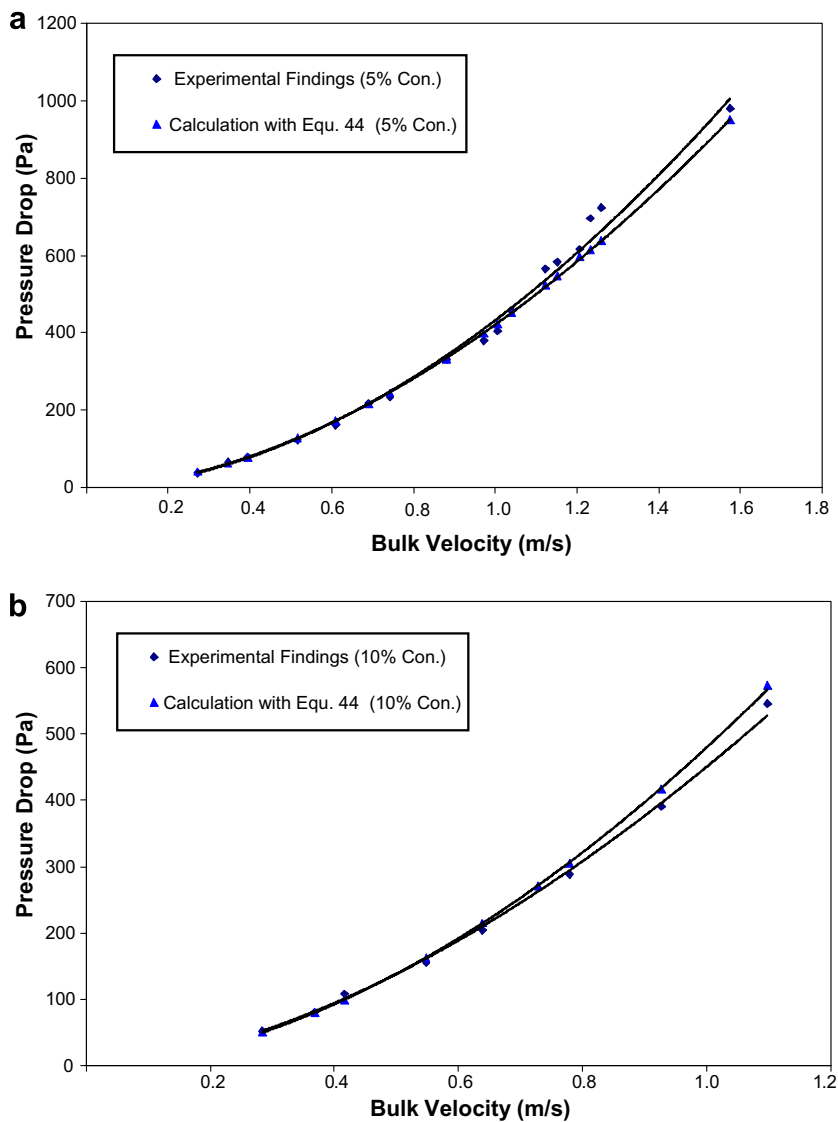 a
1200
1000
800
600
400
200
0
Pressure Drop (Pa)
Experimental Findings (5% Con.)
Calculation with Equ. 44 (5% Con.)
0.2 0.4 0.6 0.8 1.0 1.2 1.4 1.6 1.8
Bulk Velocity (m/s)
b
700
600
500
400
300
200
100
0
Pressure Drop (Pa)
Experimental Findings (10% Con.)
Calculation with Equ. 44 (10% Con.)
0.2 0.4 0.6 0.8 1.0 1.2
Bulk Velocity (m/s)